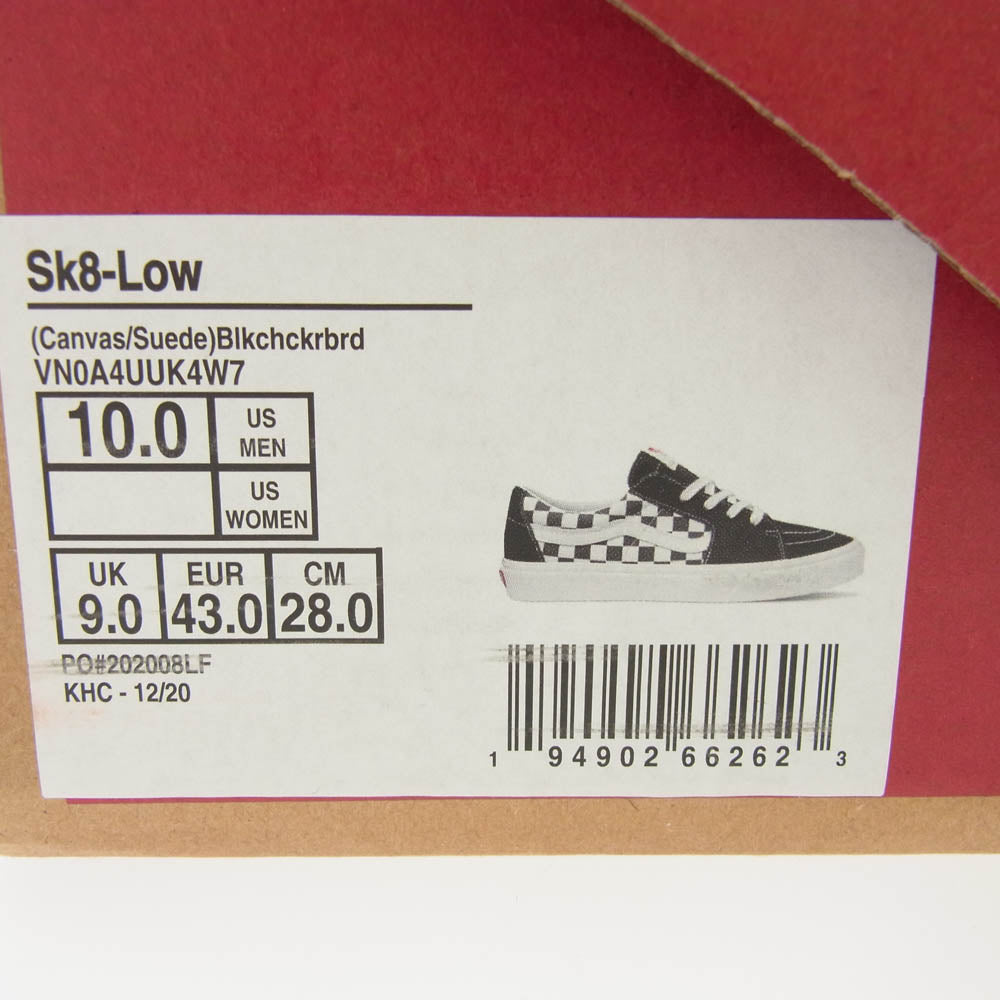 Sk8-Low
(Canvas/Suede)Blkchckrbrd
VN0A4UUK4W7
10.0 US MEN
US WOMEN
UK EUR CM
9.0 43.0 28.0
PO#202008LF
KHC - 12/20
1 94902 66262 3